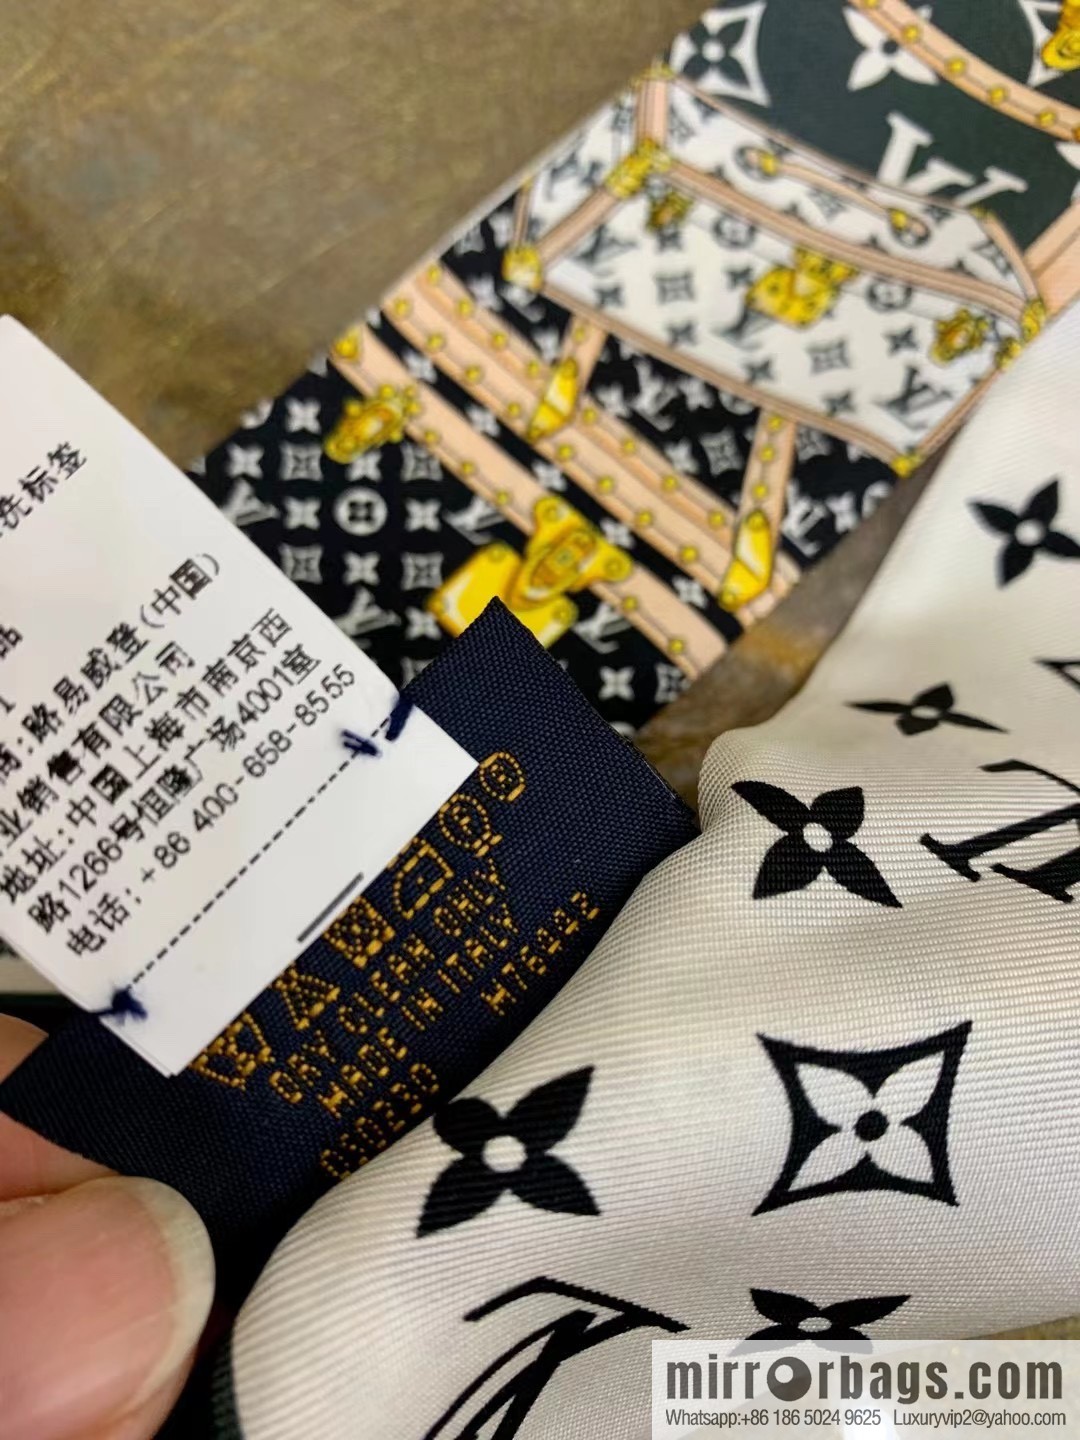 洗标签
品
商:路易威登(中国)
业销售有限公司
地址:中国上海市南京西
路1266号恒隆广场4001室
电话:+86 400-658-8555
DRY CLEAN ONLY
MADE IN ITALY
LV
mirrorbags.com
Whatsapp:+86 186 5024 9625 Luxuryvip2@yahoo.com